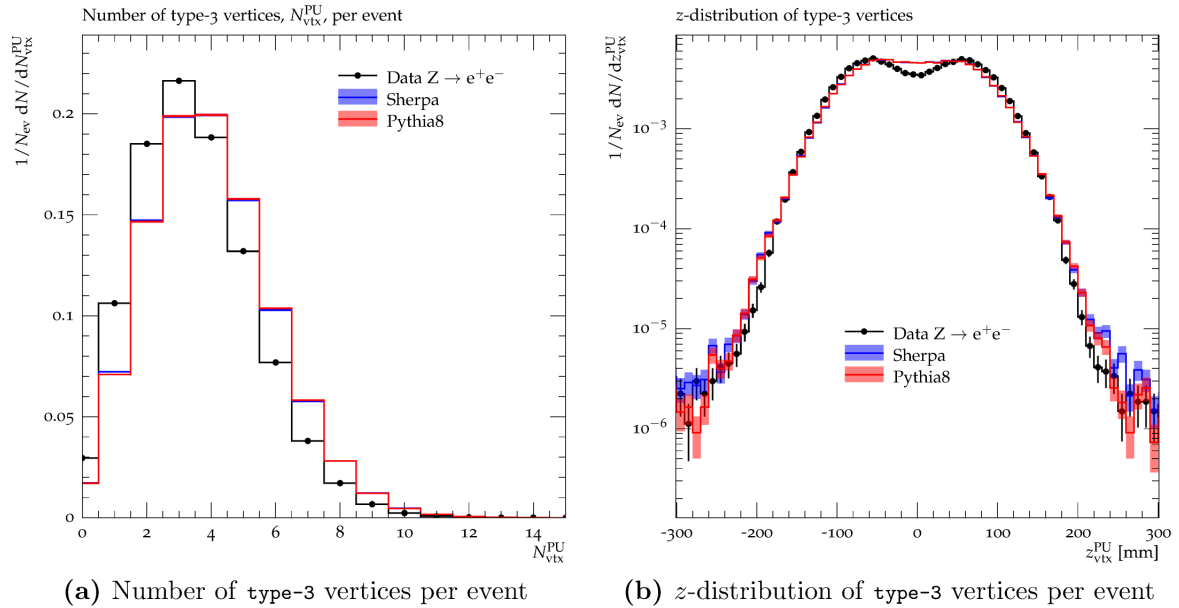 Number of type-3 vertices, N_vtx^PU, per event
1/N_ev dN/dN_vtx^PU
0.2
0.15
0.1
0.05
0
Data Z → e⁺e⁻
Sherpa
Pythia8
0 2 4 6 8 10 12 14
N_vtx^PU
(a) Number of type-3 vertices per event
z-distribution of type-3 vertices
1/N_ev dN/dz_vtx^PU
10⁻³
10⁻⁴
10⁻⁵
10⁻⁶
Data Z → e⁺e⁻
Sherpa
Pythia8
-300 -200 -100 0 100 200 300
z_vtx^PU [mm]
(b) z-distribution of type-3 vertices per event